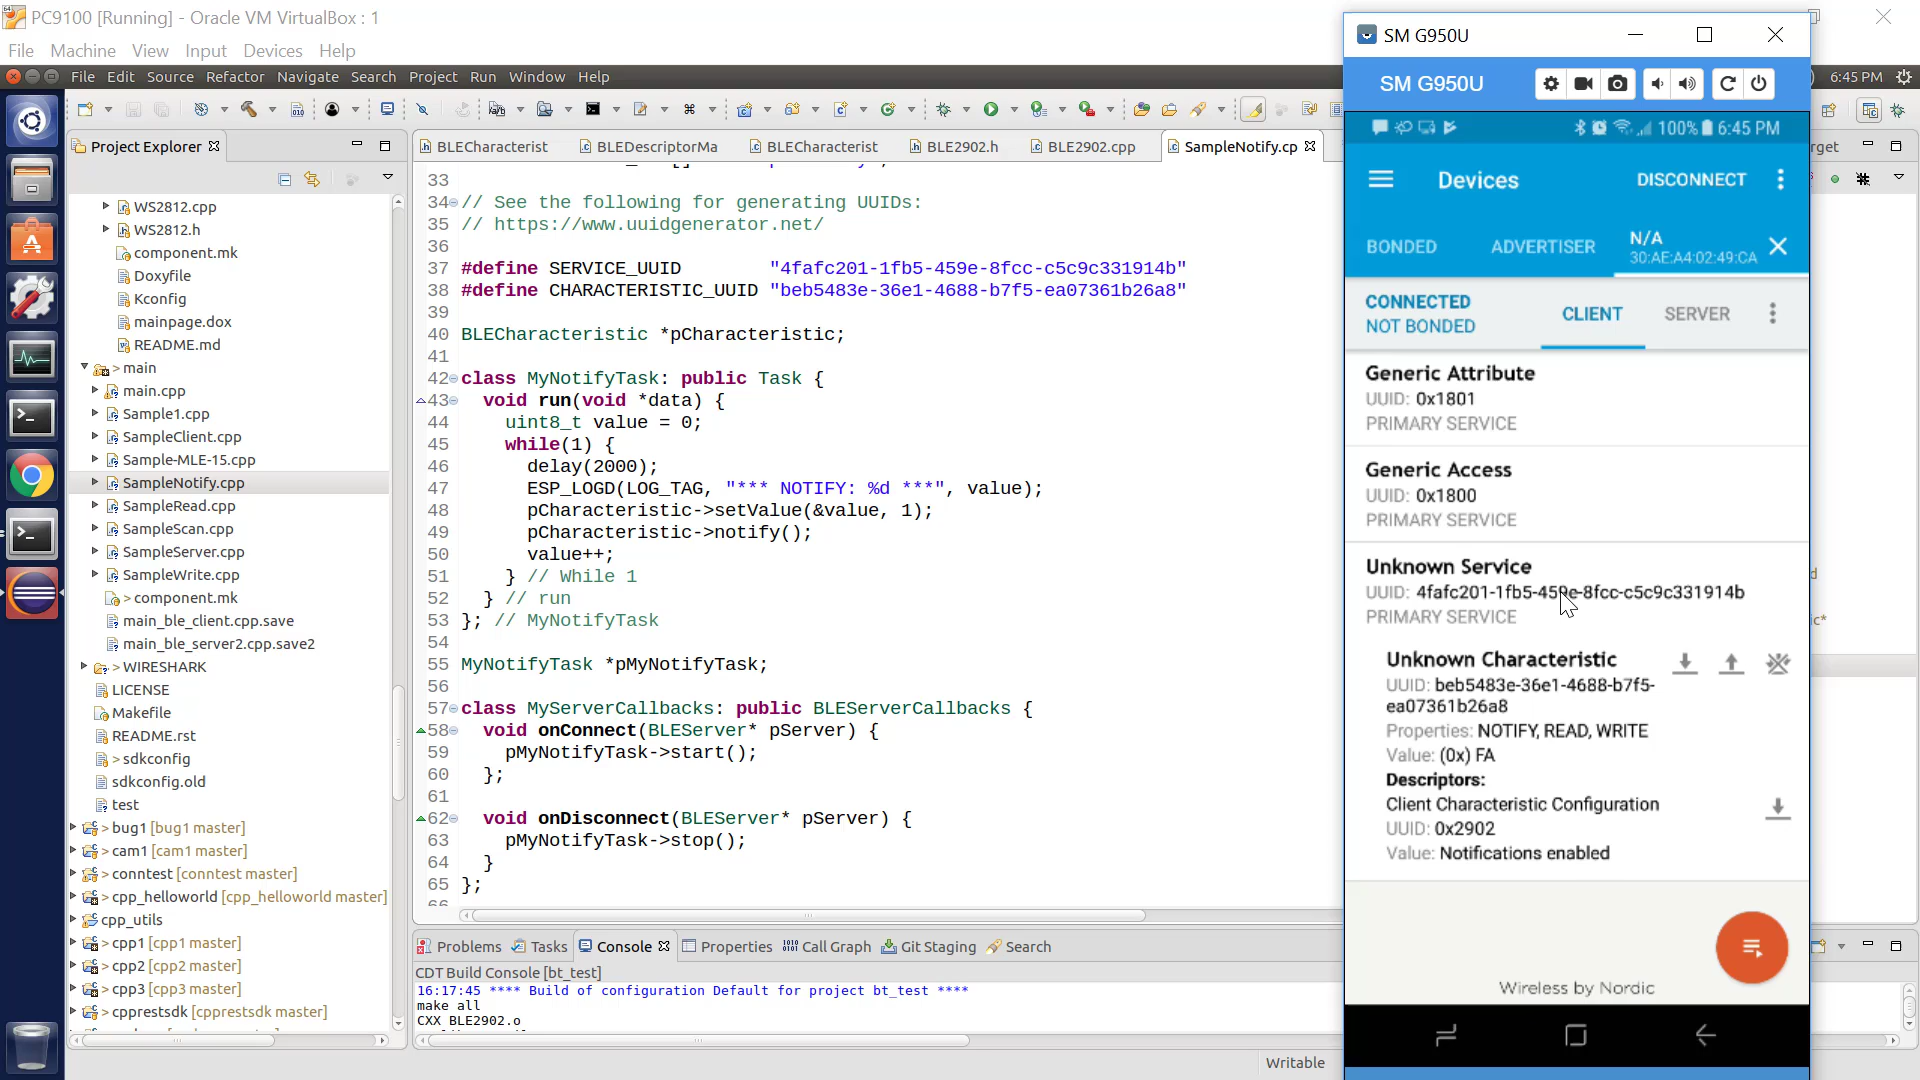 PC9100 [Running] - Oracle VM VirtualBox : 1
File Machine View Input Devices Help
File Edit Source Refactor Navigate Search Project Run Window Help
6:45 PM
Project Explorer
WS2812.cpp
WS2812.h
component.mk
Doxyfile
Kconfig
mainpage.dox
README.md
> main
main.cpp
Sample1.cpp
SampleClient.cpp
Sample-MLE-15.cpp
SampleNotify.cpp
SampleRead.cpp
SampleScan.cpp
SampleServer.cpp
SampleWrite.cpp
> component.mk
main_ble_client.cpp.save
main_ble_server2.cpp.save2
> WIRESHARK
LICENSE
Makefile
README.rst
> sdkconfig
sdkconfig.old
test
> bug1 [bug1 master]
> cam1 [cam1 master]
> conntest [conntest master]
> cpp_helloworld [cpp_helloworld master]
cpp_utils
> cpp1 [cpp1 master]
> cpp2 [cpp2 master]
> cpp3 [cpp3 master]
> cpprestsdk [cpprestsdk master]
BLECharacterist BLEDescriptorMa BLECharacterist BLE2902.h BLE2902.cpp SampleNotify.cp
33
34 // See the following for generating UUIDs:
35 // https://www.uuidgenerator.net/
36
37 #define SERVICE_UUID "4fafc201-1fb5-459e-8fcc-c5c9c331914b"
38 #define CHARACTERISTIC_UUID "beb5483e-36e1-4688-b7f5-ea07361b26a8"
39
40 BLECharacteristic *pCharacteristic;
41
42 class MyNotifyTask: public Task {
43 void run(void *data) {
44 uint8_t value = 0;
45 while(1) {
46 delay(2000);
47 ESP_LOGD(LOG_TAG, "*** NOTIFY: %d ***", value);
48 pCharacteristic->setValue(&value, 1);
49 pCharacteristic->notify();
50 value++;
51 } // While 1
52 } // run
53 }; // MyNotifyTask
54
55 MyNotifyTask *pMyNotifyTask;
56
57 class MyServerCallbacks: public BLEServerCallbacks {
58 void onConnect(BLEServer* pServer) {
59 pMyNotifyTask->start();
60 };
61
62 void onDisconnect(BLEServer* pServer) {
63 pMyNotifyTask->stop();
64 }
65 };
66
Problems Tasks Console Properties Call Graph Git Staging Search
CDT Build Console [bt_test]
16:17:45 **** Build of configuration Default for project bt_test ****
make all
CXX BLE2902.o
Writable
rget
SM G950U
SM G950U
100% 6:45 PM
Devices DISCONNECT
BONDED ADVERTISER N/A
30:AE:A4:02:49:CA
CONNECTED
NOT BONDED
CLIENT SERVER
Generic Attribute
UUID: 0x1801
PRIMARY SERVICE
Generic Access
UUID: 0x1800
PRIMARY SERVICE
Unknown Service
UUID: 4fafc201-1fb5-459e-8fcc-c5c9c331914b
PRIMARY SERVICE
Unknown Characteristic
UUID: beb5483e-36e1-4688-b7f5-
ea07361b26a8
Properties: NOTIFY, READ, WRITE
Value: (0x) FA
Descriptors:
Client Characteristic Configuration
UUID: 0x2902
Value: Notifications enabled
Wireless by Nordic